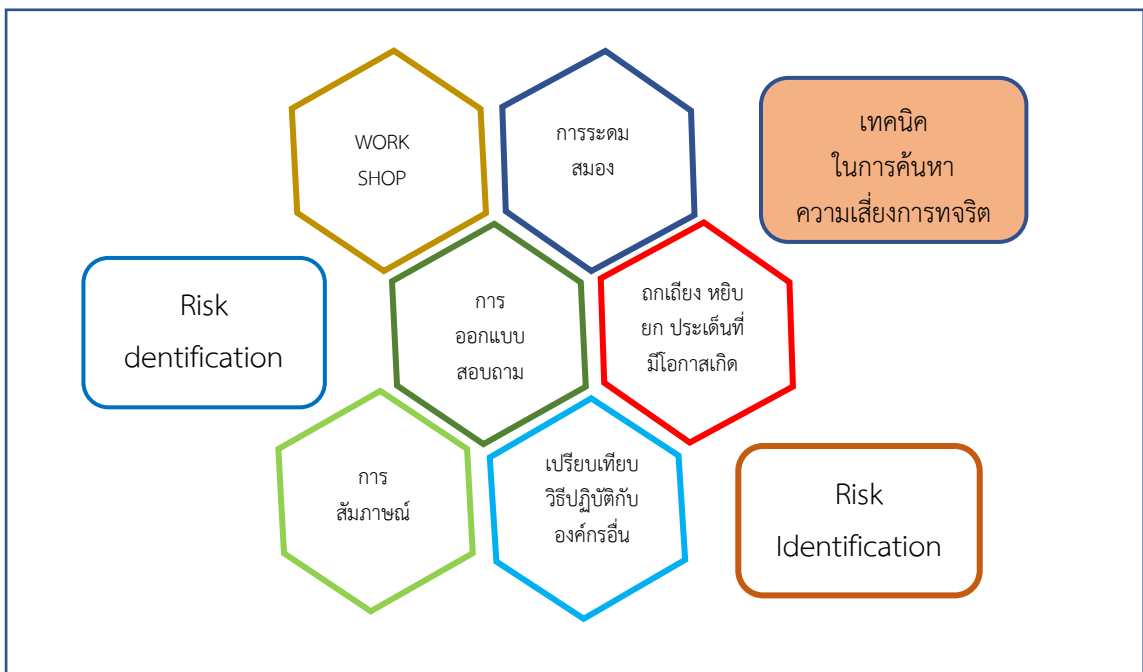 WORK
SHOP
การระดม
สมอง
เทคนิค
ในการค้นหา
ความเสี่ยงการทจริต
Risk
dentification
การ
ออกแบบ
สอบถาม
ถกเถียง หยิบ
ยก ประเด็นที่
มีโอกาสเกิด
การ
สัมภาษณ์
เปรียบเทียบ
วิธีปฏิบัติกับ
องค์กรอื่น
Risk
Identification